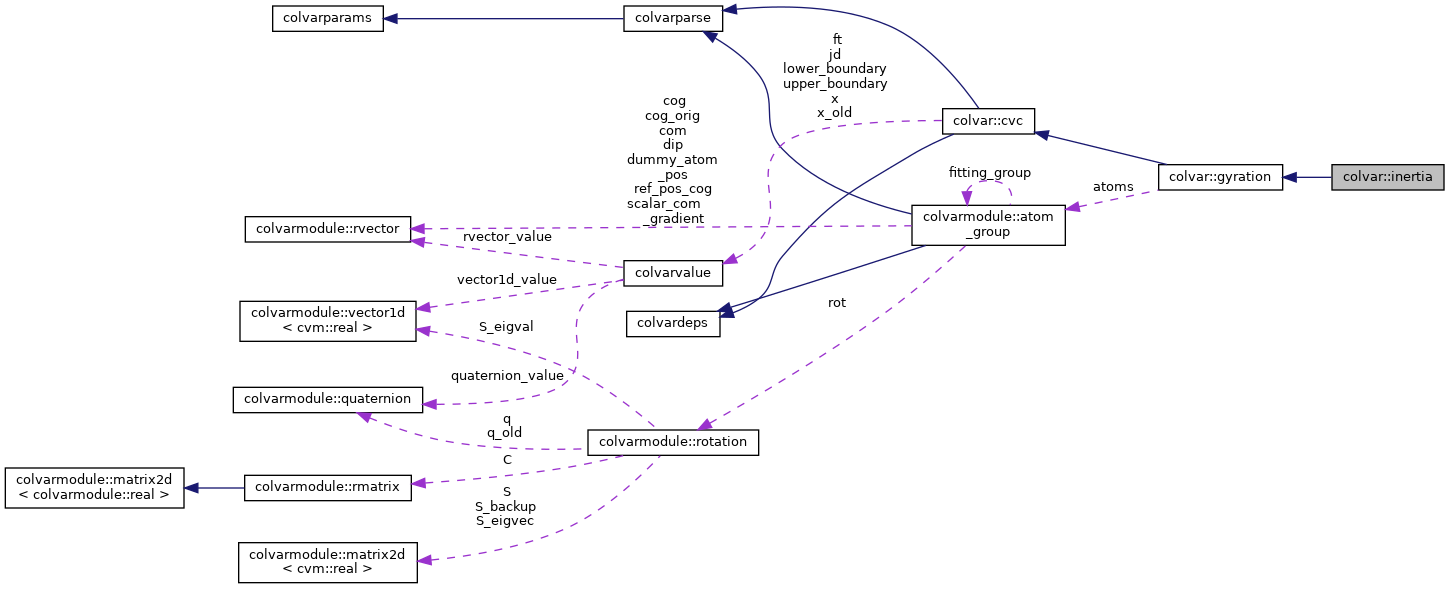 colvarparams
colvarparse
ft
jd
lower_boundary
upper_boundary
x
x_old
colvar::cvc
cog
cog_orig
com
dip
dummy_atom
_pos
ref_pos_cog
scalar_com
_gradient
fitting_group
atoms
colvar::gyration
colvar::inertia
colvarmodule::atom
_group
colvarmodule::rvector
rvector_value
colvarvalue
vector1d_value
colvarmodule::vector1d
< cvm::real >
S_eigval
colvardeps
rot
quaternion_value
colvarmodule::quaternion
q
q_old
colvarmodule::rotation
C
colvarmodule::matrix2d
< colvarmodule::real >
colvarmodule::rmatrix
S
S_backup
S_eigvec
colvarmodule::matrix2d
< cvm::real >